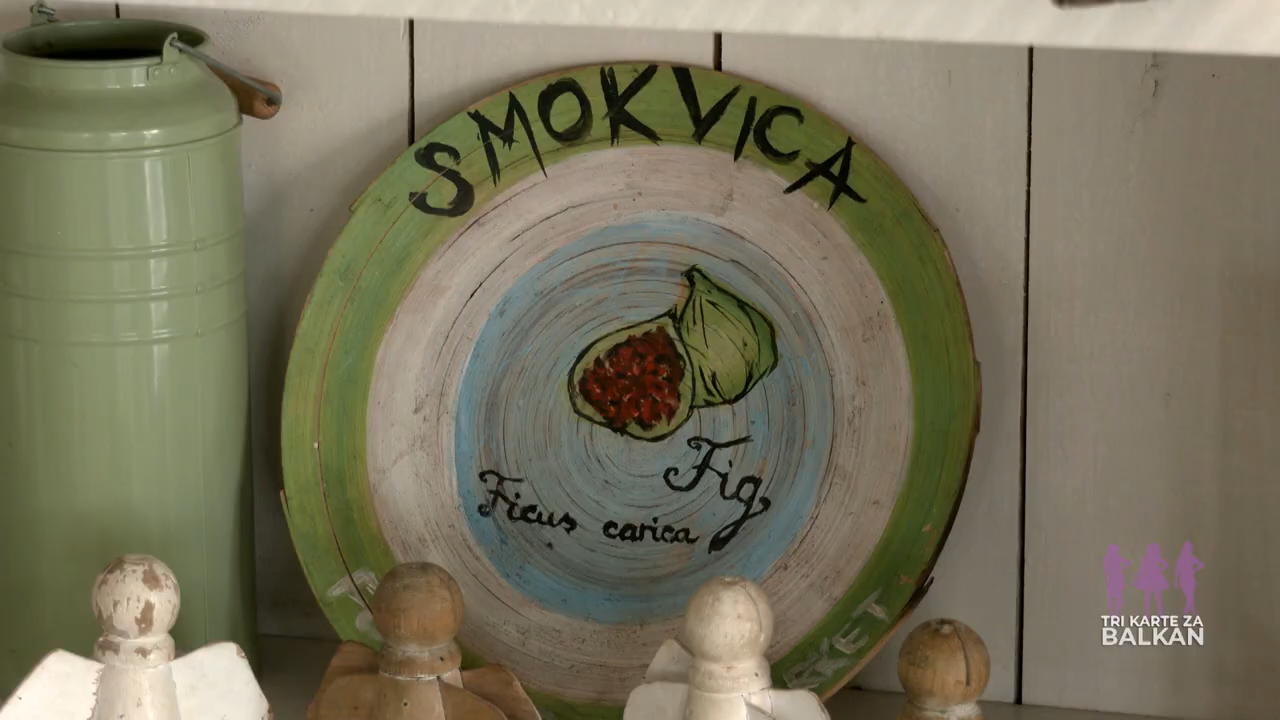 SMOKVICA
Fig
Ficus carica
TRI KARTE ZA
BALKAN